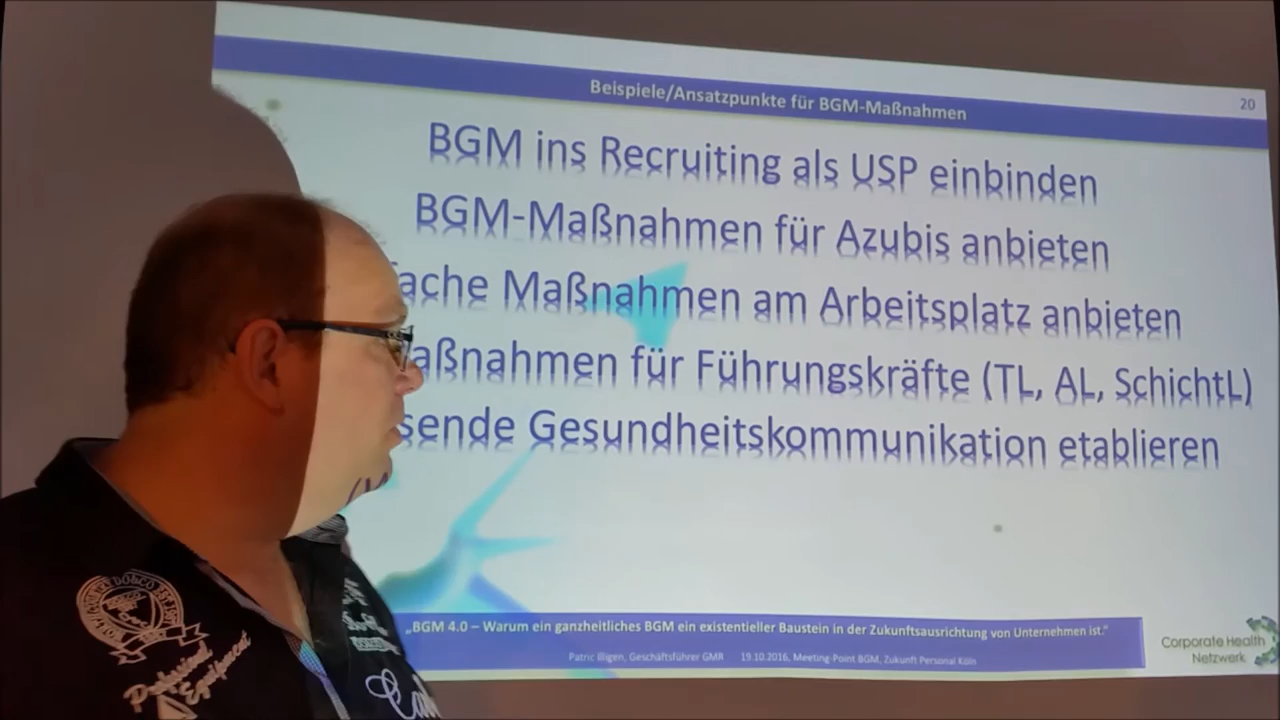 Beispiele/Ansatzpunkte für BGM-Maßnahmen
20
BGM ins Recruiting als USP einbinden
BGM-Maßnahmen für Azubis anbieten
ache Maßnahmen am Arbeitsplatz anbieten
aßnahmen für Führungskräfte (TL, AL, SchichtL)
sende Gesundheitskommunikation etablieren
„BGM 4.0 – Warum ein ganzheitliches BGM ein existentieller Baustein in der Zukunftsausrichtung von Unternehmen ist."
Patric Illigen, Geschäftsführer GMR 19.10.2016, Meeting-Point BGM, Zukunft Personal Köln
Corporate Health
Netzwerk
Professional
Equipment